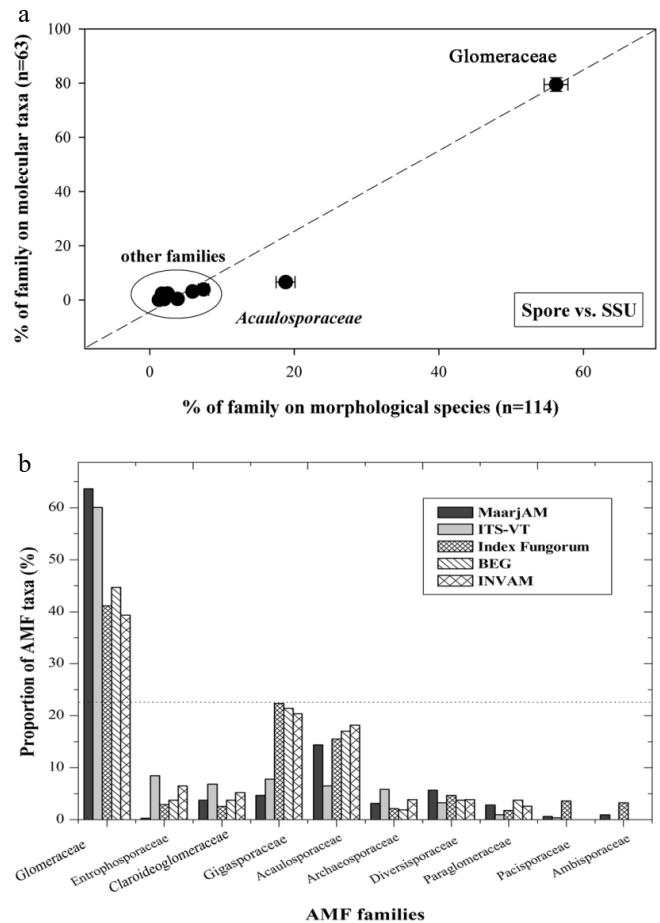 a
100
80
60
40
20
0
% of family on molecular taxa (n=63)
Glomeraceae
other families
Acaulosporaceae
Spore vs. SSU
0 20 40 60
% of family on morphological species (n=114)
b
60
50
40
30
20
10
0
Proportion of AMF taxa (%)
MaarjAM
ITS-VT
Index Fungorum
BEG
INVAM
Glomeraceae
Entrophosporaceae
Claroideoglomeraceae
Gigasporaceae
Acaulosporaceae
Archaeosporaceae
Diversisporaceae
Paraglomeraceae
Pacisporaceae
Ambisporaceae
AMF families